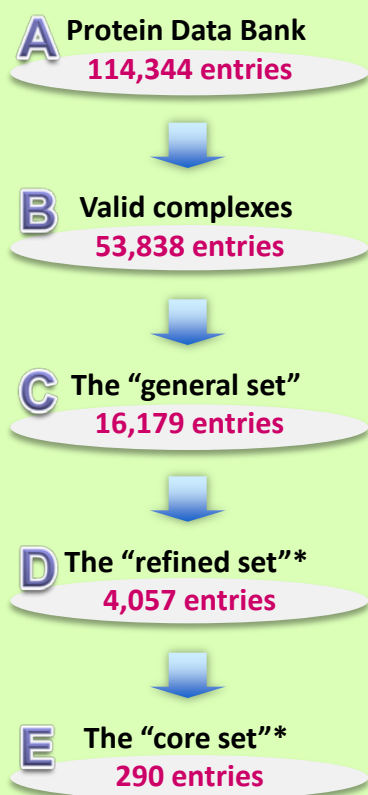 A Protein Data Bank
114,344 entries
B Valid complexes
53,838 entries
C The “general set”
16,179 entries
D The “refined set”*
4,057 entries
E The “core set”*
290 entries